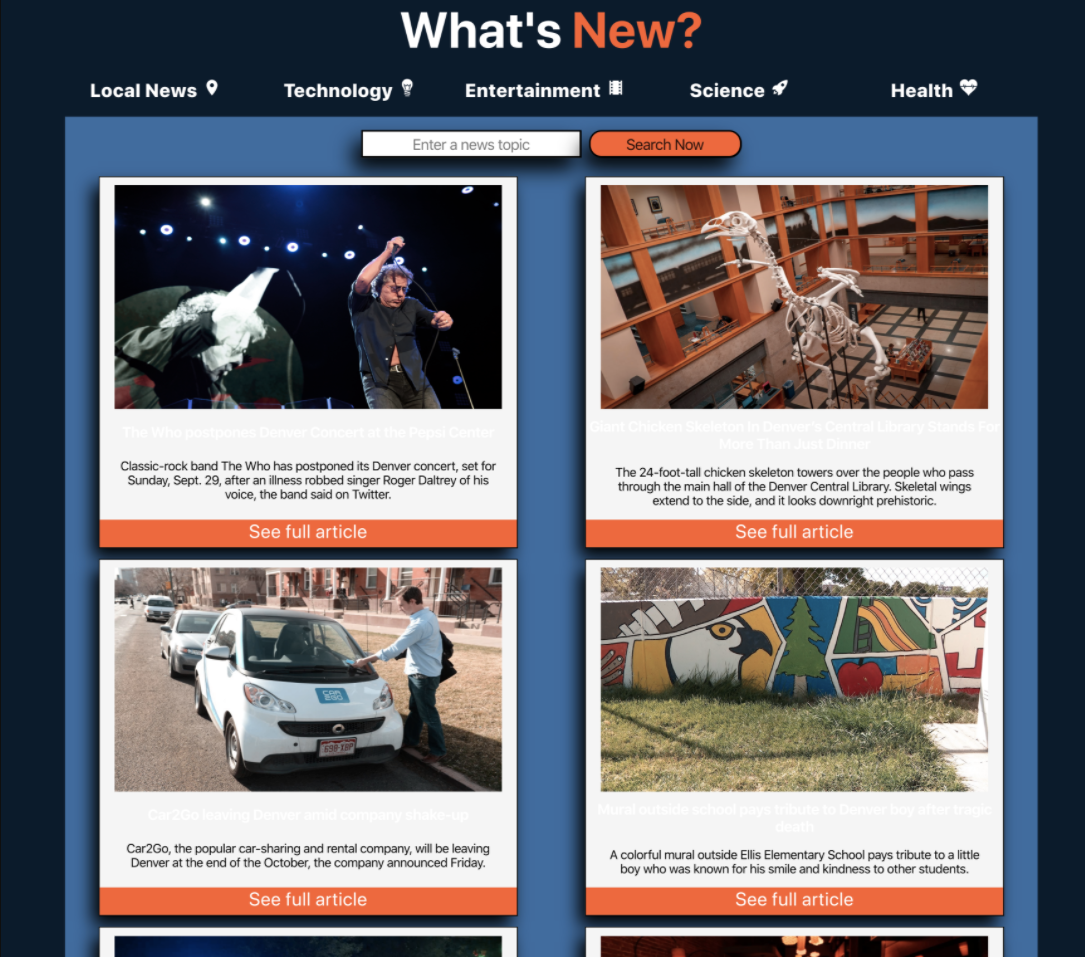 What's New?
Local News
Technology
Entertainment
Science
Health
Enter a news topic
Search Now
The Who postpones Denver Concert at the Pepsi Center
Classic-rock band The Who has postponed its Denver concert, set for
Sunday, Sept. 29, after an illness robbed singer Roger Daltrey of his
voice, the band said on Twitter.
See full article
Giant Chicken Skeleton In Denver's Central Library Stands For
More Than Just Dinner
The 24-foot-tall chicken skeleton towers over the people who pass
through the main hall of the Denver Central Library. Skeletal wings
extend to the side, and it looks downright prehistoric.
See full article
CAR2GO
Car2Go leaving Denver amid company shake-up
Car2Go, the popular car-sharing and rental company, will be leaving
Denver at the end of the October, the company announced Friday.
See full article
Mural outside school pays tribute to Denver boy after tragic
death
A colorful mural outside Ellis Elementary School pays tribute to a little
boy who was known for his smile and kindness to other students.
See full article